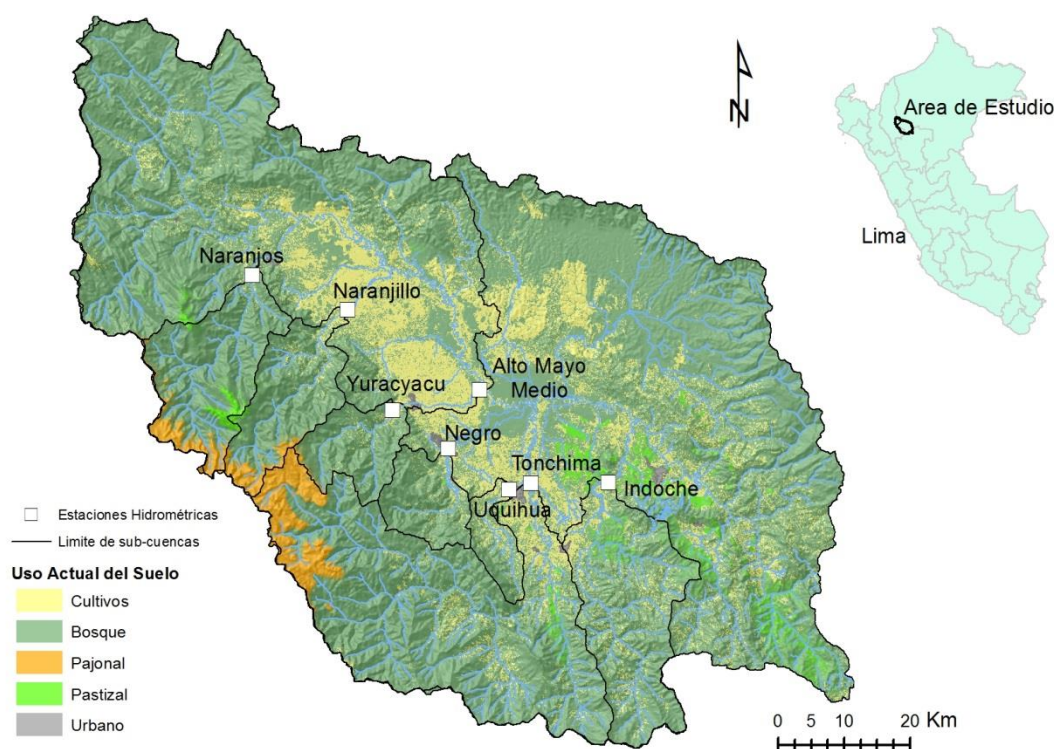 N
Area de Estudio
Lima
Naranjos
Naranjillo
Alto Mayo
Medio
Yuracyacu
Negro
Tonchima
Uquihua
Indoche
Estaciones Hidrométricas
Limite de sub-cuencas
Uso Actual del Suelo
Cultivos
Bosque
Pajonal
Pastizal
Urbano
0 5 10 20 Km